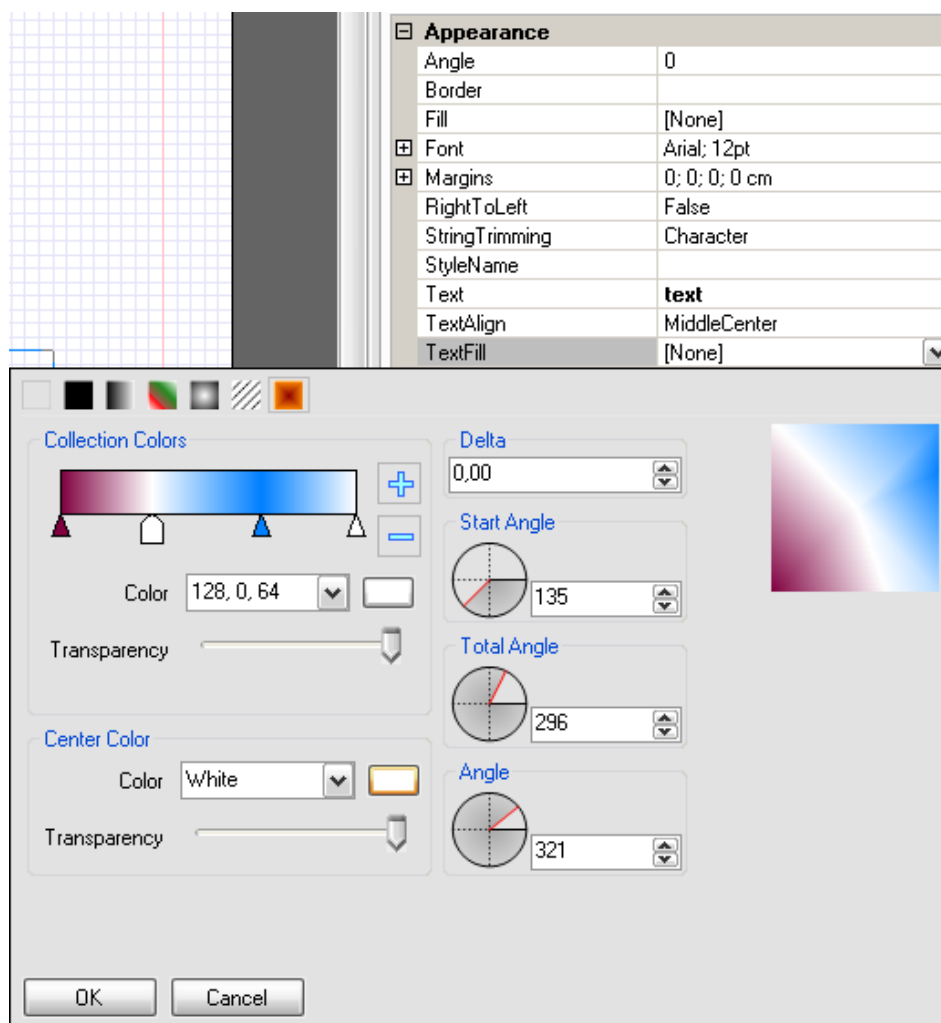 Appearance
Angle 0
Border
Fill [None]
Font Arial; 12pt
Margins 0; 0; 0; 0 cm
RightToLeft False
StringTrimming Character
StyleName
Text text
TextAlign MiddleCenter
TextFill [None]
Collection Colors
Color 128, 0, 64
Transparency
Center Color
Color White
Transparency
Delta
0,00
Start Angle
135
Total Angle
296
Angle
321
OK Cancel